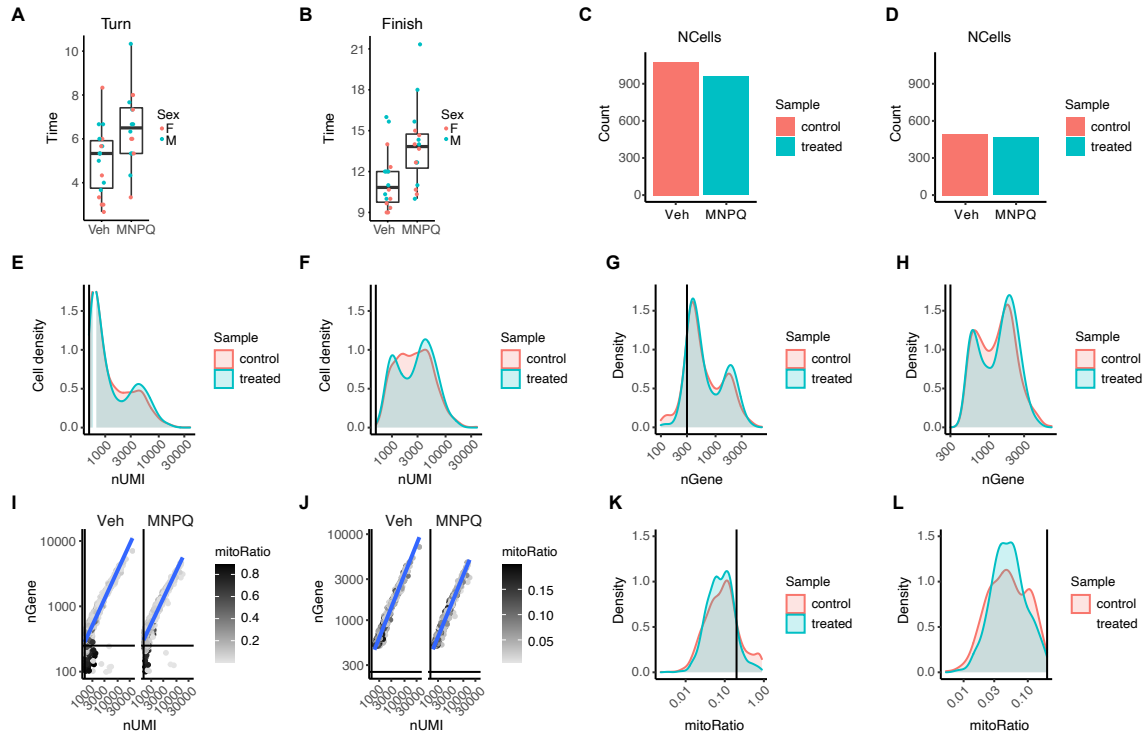 A
Turn
10
8
6
4
Time
Veh
MNPQ
Sex
F
M
B
Finish
21
18
15
12
9
Time
Veh
MNPQ
Sex
F
M
C
NCells
900
600
300
0
Count
Veh
MNPQ
Sample
control
treated
D
NCells
900
600
300
0
Count
Veh
MNPQ
Sample
control
treated
E
1.5
1.0
0.5
0.0
Cell density
1000
3000
10000
30000
nUMI
Sample
control
treated
F
1.5
1.0
0.5
0.0
Cell density
1000
3000
10000
30000
nUMI
Sample
control
treated
G
1.5
1.0
0.5
0.0
Density
100
300
1000
3000
nGene
Sample
control
treated
H
1.5
1.0
0.5
0.0
Density
300
1000
3000
nGene
Sample
control
treated
I
Veh
MNPQ
10000
1000
100
nGene
1000
3000
10000
30000
1000
3000
10000
30000
nUMI
mitoRatio
0.8
0.6
0.4
0.2
J
Veh
MNPQ
10000
3000
1000
300
nGene
1000
3000
10000
30000
1000
3000
10000
30000
nUMI
mitoRatio
0.15
0.10
0.05
K
1.5
1.0
0.5
0.0
Density
0.01
0.10
1.00
mitoRatio
Sample
control
treated
L
1.5
1.0
0.5
0.0
Density
0.01
0.03
0.10
mitoRatio
Sample
control
treated